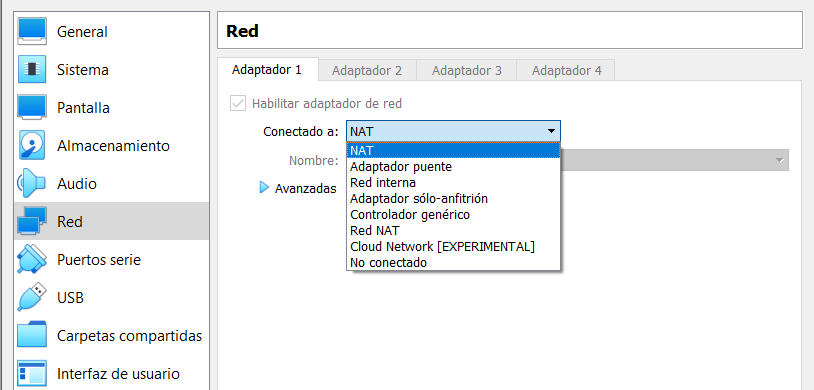 General
Sistema
Pantalla
Almacenamiento
Audio
Red
Puertos serie
USB
Carpetas compartidas
Interfaz de usuario
Red
Adaptador 1 Adaptador 2 Adaptador 3 Adaptador 4
Habilitar adaptador de red
Conectado a: NAT
NAT
Nombre:
Adaptador puente
Red interna
Avanzadas
Adaptador sólo-anfitrión
Controlador genérico
Red NAT
Cloud Network [EXPERIMENTAL]
No conectado